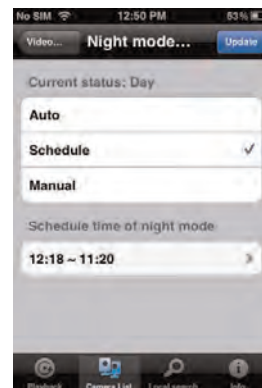 No SIM 12:50 PM 63%
Video... Night mode... Update
Current status: Day
Auto
Schedule
Manual
Schedule time of night mode
12:18 ~ 11:20
Playback Camera List Local search Info